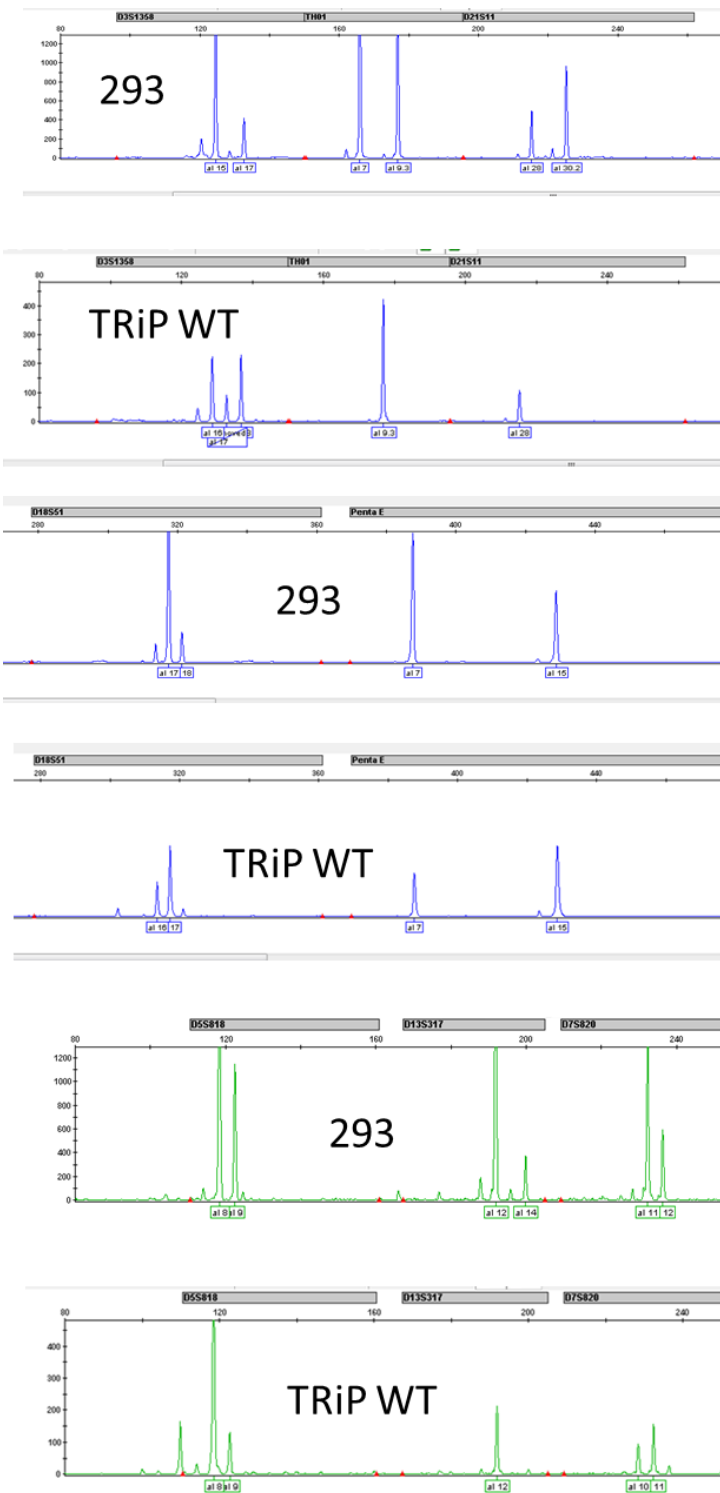 D3S1358 TH01 D21S11
80 120 160 200 240
1200
1000
800
600
400
200
0
293
al 15 al 17 al 7 al 9.3 al 28 al 30.2
D3S1358 TH01 D21S11
80 120 160 200 240
400
300
200
100
0
TRiP WT
al 16 al 9.3 al 28
al 17
D18S51 Penta E
280 320 360 400 440
293
al 17 18 al 7 al 15
D18S51 Penta E
280 320 360 400 440
TRiP WT
al 16 17 al 7 al 15
D5S818 D13S317 D7S820
80 120 160 200 240
1200
1000
800
600
400
200
0
293
al 8 al 9 al 12 al 14 al 11 12
D5S818 D13S317 D7S820
80 120 160 200 240
400
300
200
100
0
TRiP WT
al 8 al 9 al 12 al 10 11